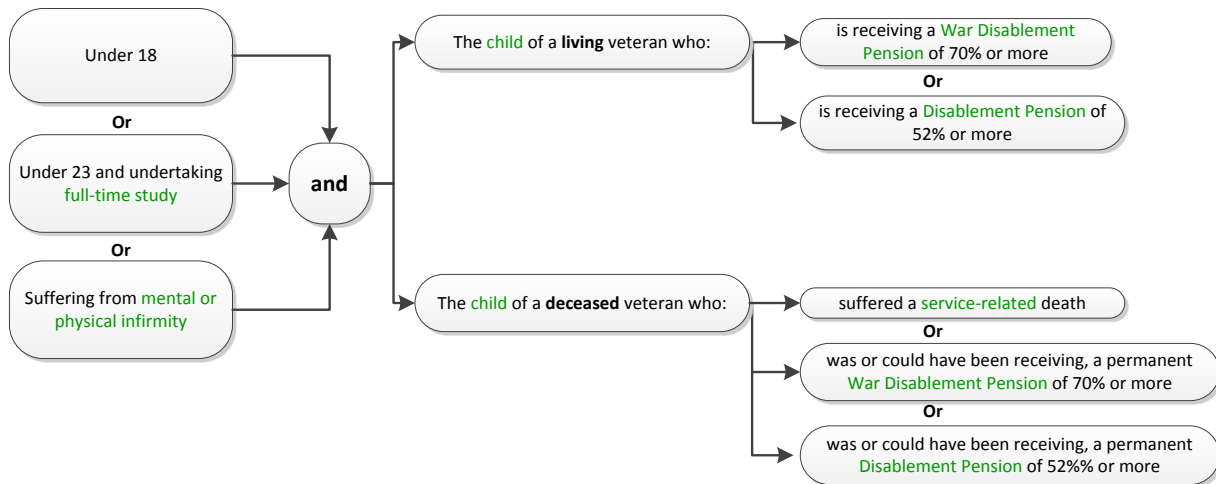 Under 18
Or
Under 23 and undertaking
full-time study
Or
Suffering from mental or
physical infirmity
and
The child of a living veteran who:
is receiving a War Disablement
Pension of 70% or more
Or
is receiving a Disablement Pension of
52% or more
The child of a deceased veteran who:
suffered a service-related death
Or
was or could have been receiving, a permanent
War Disablement Pension of 70% or more
Or
was or could have been receiving, a permanent
Disablement Pension of 52%% or more